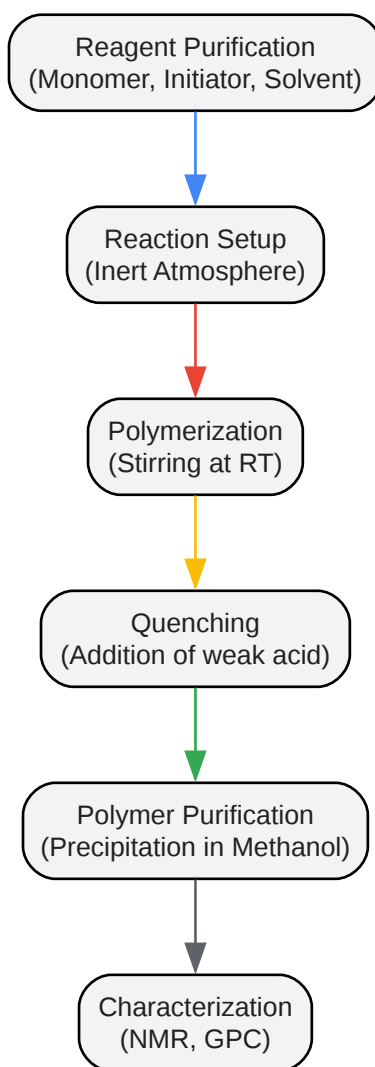 Reagent Purification
(Monomer, Initiator, Solvent)
Reaction Setup
(Inert Atmosphere)
Polymerization
(Stirring at RT)
Quenching
(Addition of weak acid)
Polymer Purification
(Precipitation in Methanol)
Characterization
(NMR, GPC)